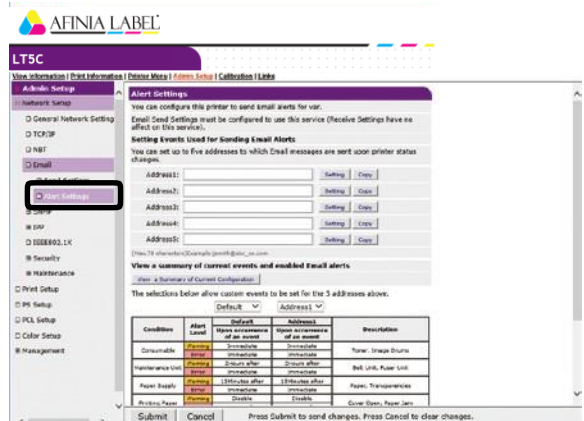 AFINIA LABEL
LT5C
View Information | Print Information | Printer Menu | Admin Setup | Calibration | Links
Admin Setup
Network Setup
General Network Setting
TCP/IP
NBT
Email
Send Settings
Alert Settings
SNMP
IPP
IEEE802.1X
Security
Maintenance
Print Setup
PS Setup
PCL Setup
Color Setup
Management
Alert Settings
You can configure this printer to send Email alerts for var.
Email Send Settings must be configured to use this service (Receive Settings have no
affect on this service).
Setting Events Used for Sending Email Alerts
You can set up to five addresses to which Email messages are sent upon printer status
changes.
Address1: Setting Copy
Address2: Setting Copy
Address3: Setting Copy
Address4: Setting Copy
Address5: Setting Copy
View a summary of current events and enabled Email alerts
View a Summary of Current Configuration
The selections below allow custom events to be set for the 5 addresses above.
Default Address1
Condition Alert Level Default Upon occurrence of an event Address1 Upon occurrence of an event Description
Consumable Warning Immediate Immediate Toner, Image Drums
Error Immediate Immediate
Maintenance Unit Warning 2Hours after 2Hours after Belt Unit, Fuser Unit
Error Immediate Immediate
Paper Supply Warning 15Minutes after 15Minutes after Paper, Transparencies
Error Immediate Immediate
Printing Paper Warning Disable Disable Cover Open, Paper Jam
Submit Cancel Press Submit to send changes. Press Cancel to clear changes.